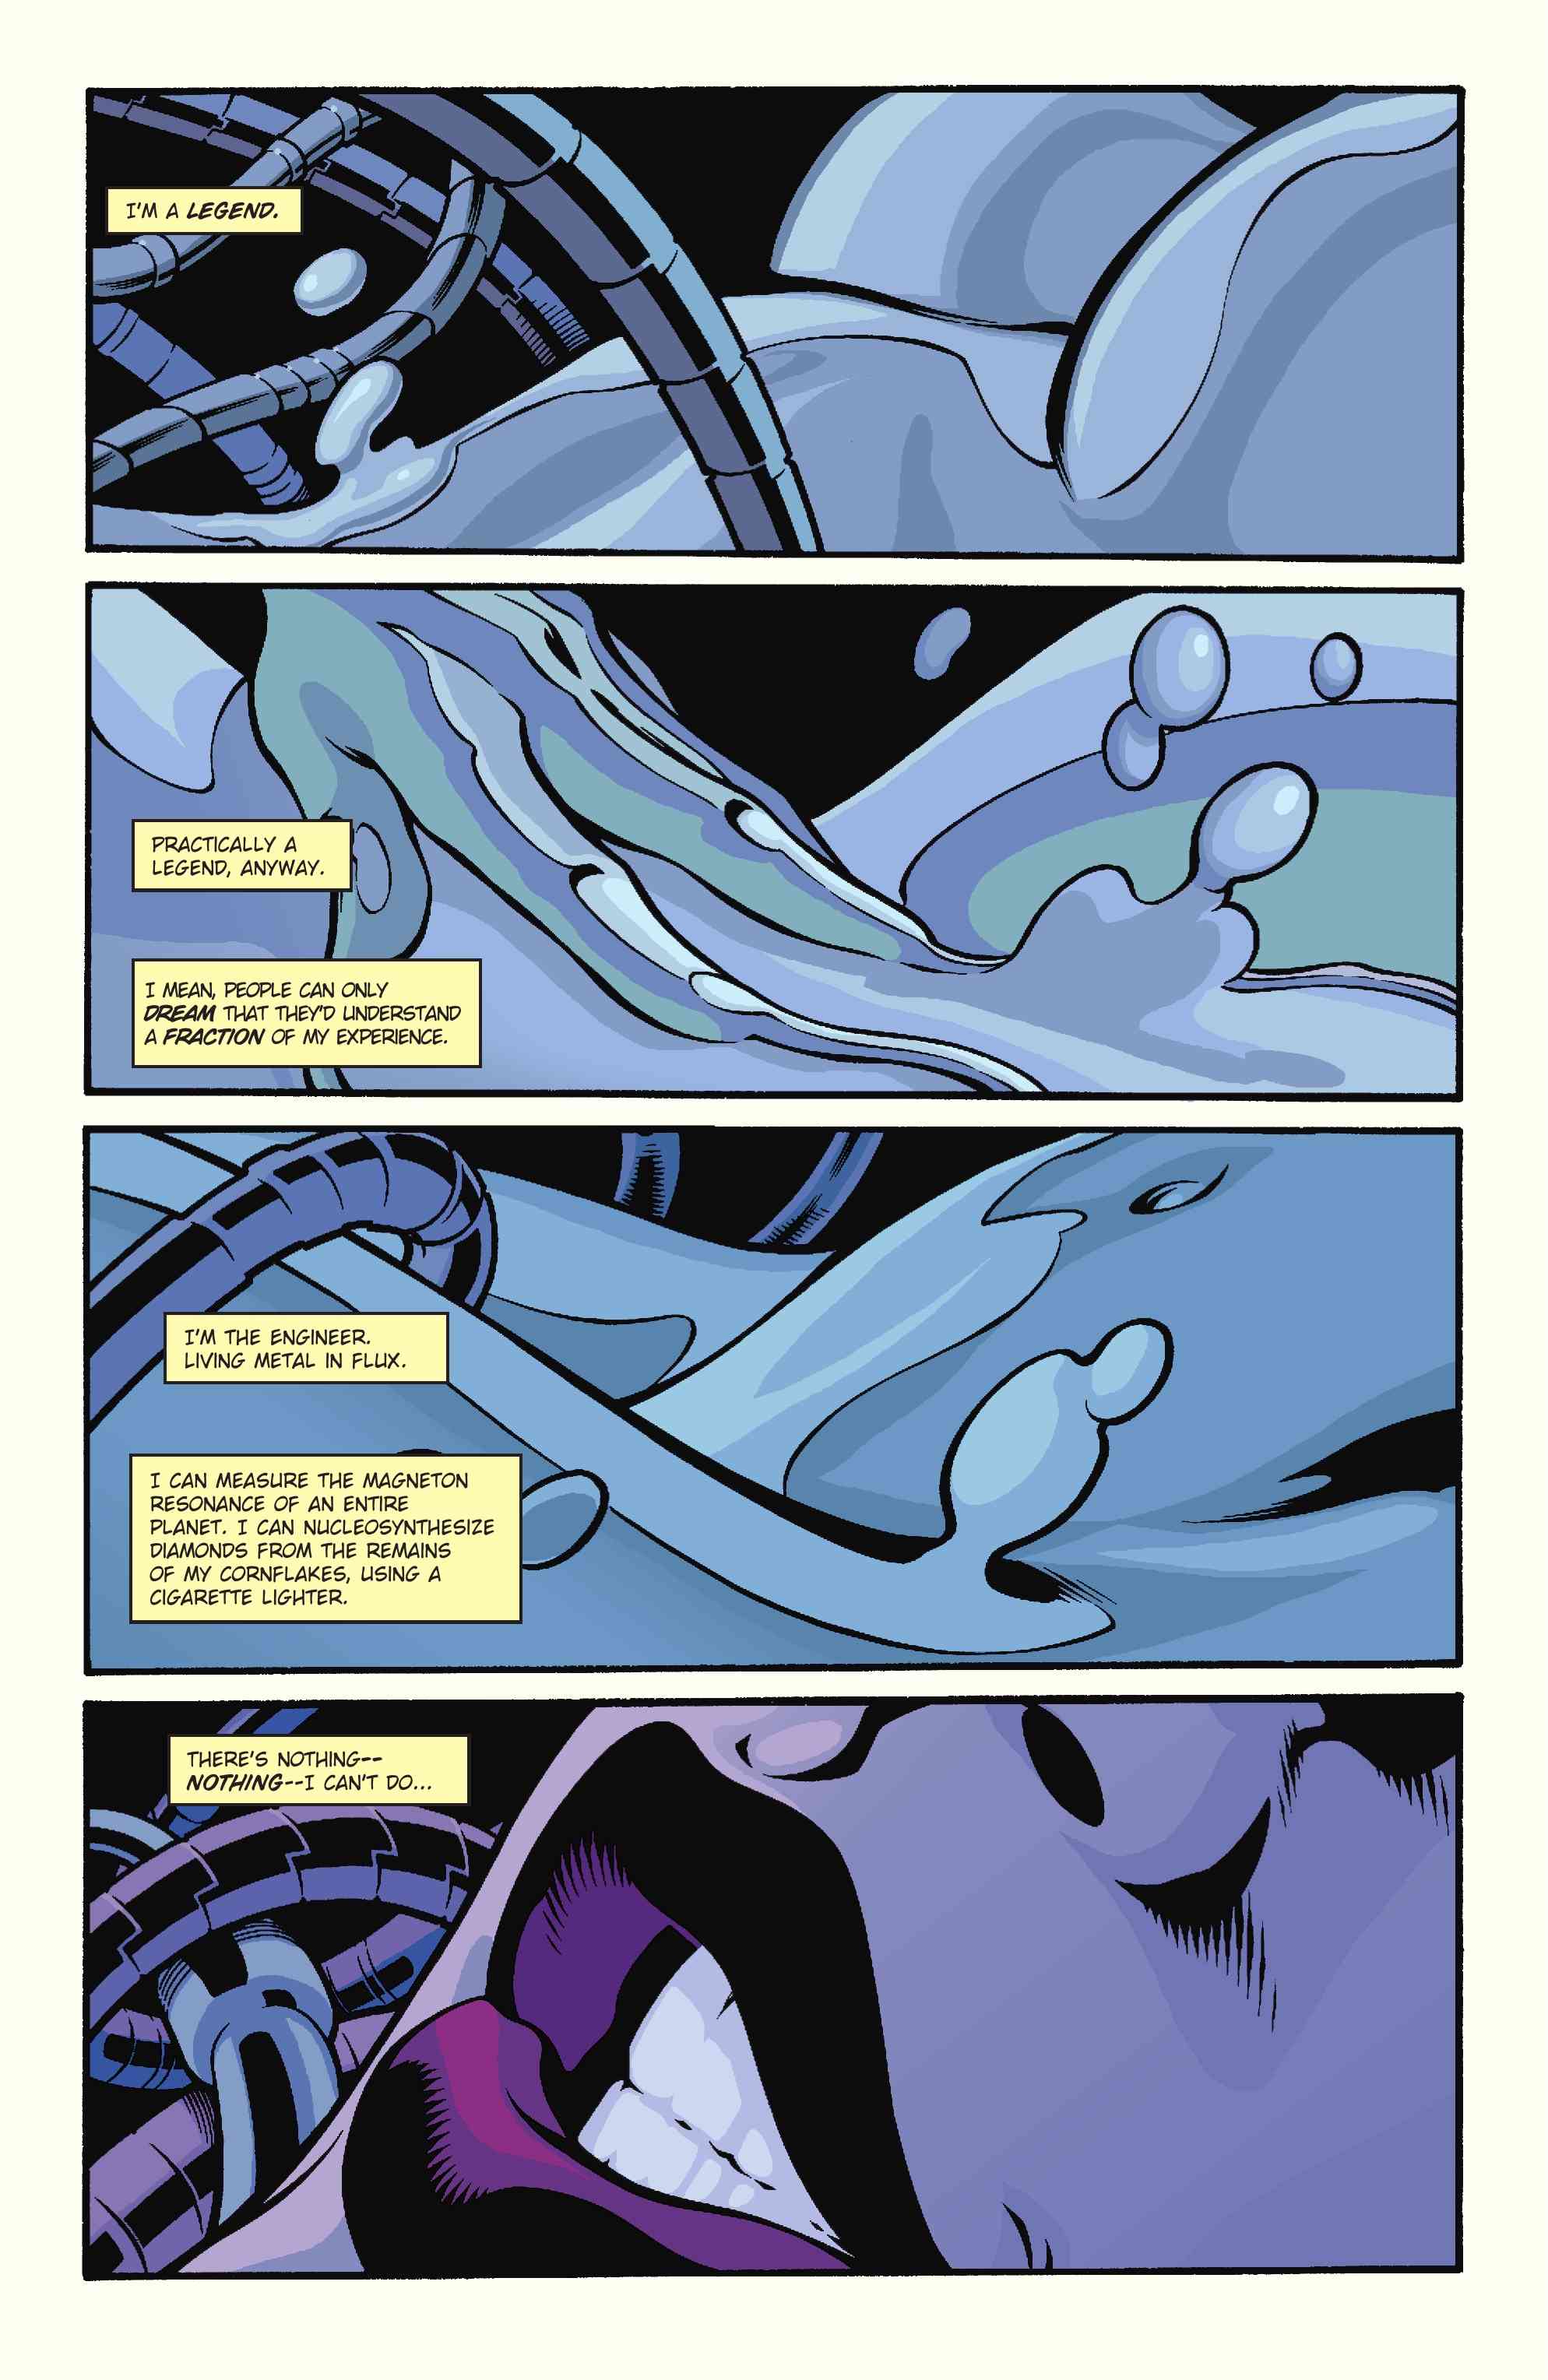 I'M A LEGEND.
PRACTICALLY A
LEGEND, ANYWAY.
I MEAN, PEOPLE CAN ONLY
DREAM THAT THEY'D UNDERSTAND
A FRACTION OF MY EXPERIENCE.
I'M THE ENGINEER.
LIVING METAL IN FLUX.
I CAN MEASURE THE MAGNETON
RESONANCE OF AN ENTIRE
PLANET. I CAN NUCLEOSYNTHESIZE
DIAMONDS FROM THE REMAINS
OF MY CORNFLAKES, USING A
CIGARETTE LIGHTER.
THERE'S NOTHING--
NOTHING--I CAN'T DO...